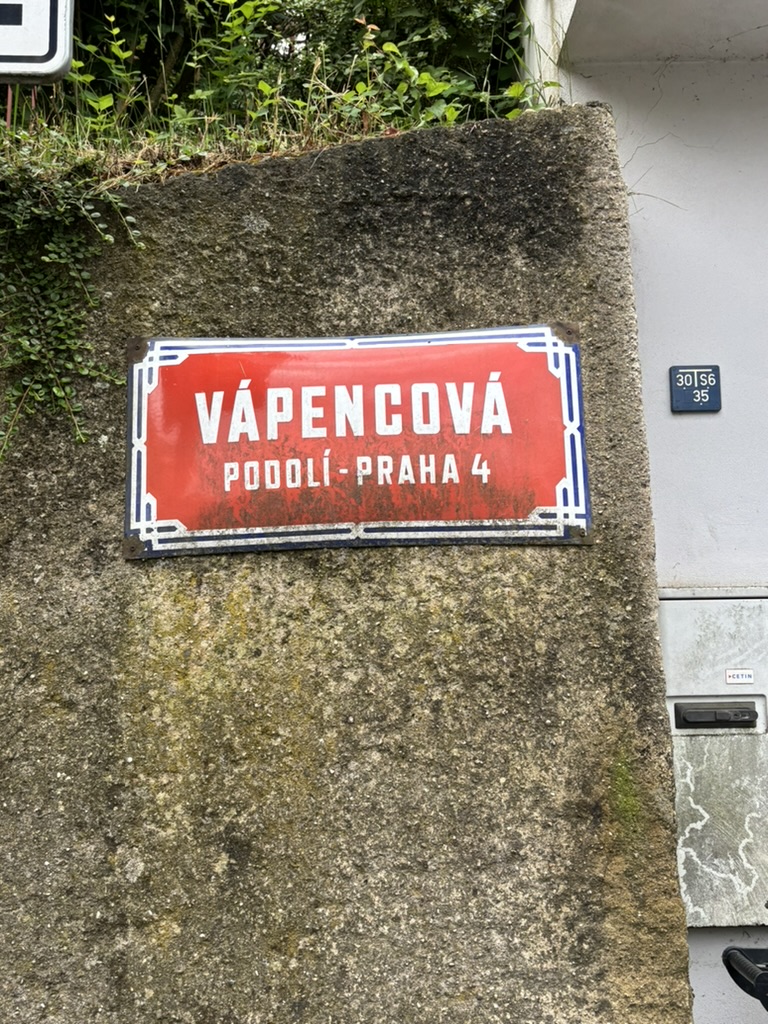 VÁPENCOVÁ
PODOLÍ - PRAHA 4
30 T S6
35
CETIN